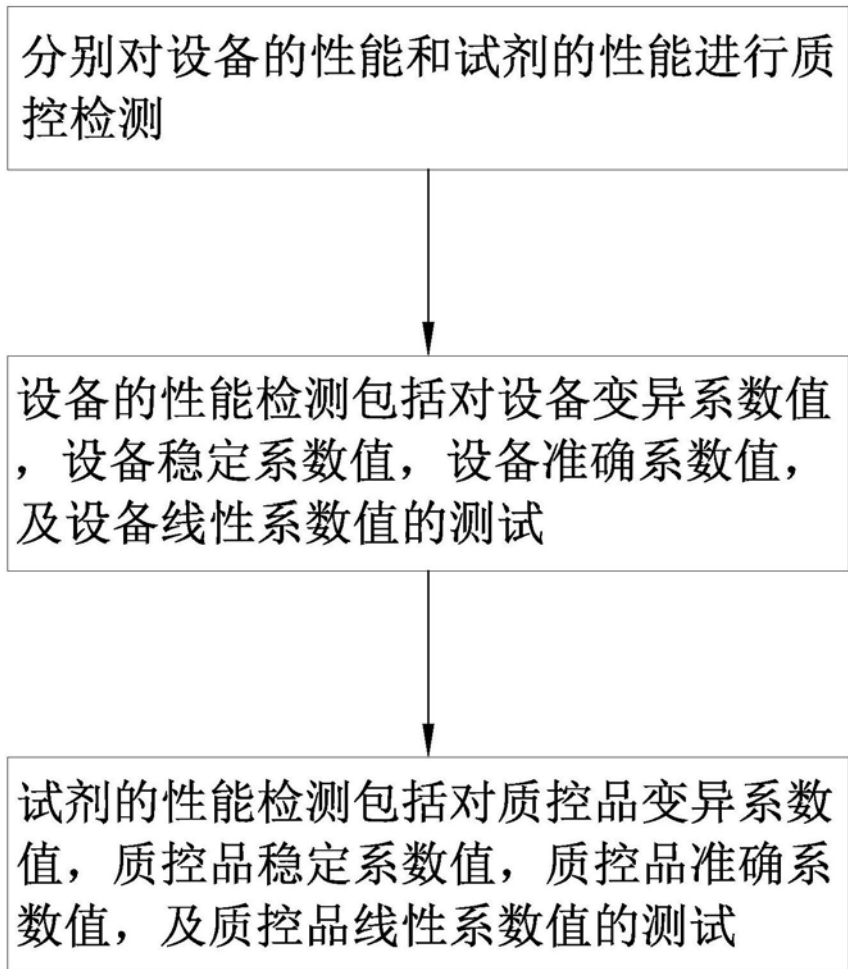 分别对设备的性能和试剂的性能进行质
控检测
设备的性能检测包括对设备变异系数值
，设备稳定系数值，设备准确系数值，
及设备线性系数值的测试
试剂的性能检测包括对质控品变异系数
值，质控品稳定系数值，质控品准确系
数值，及质控品线性系数值的测试